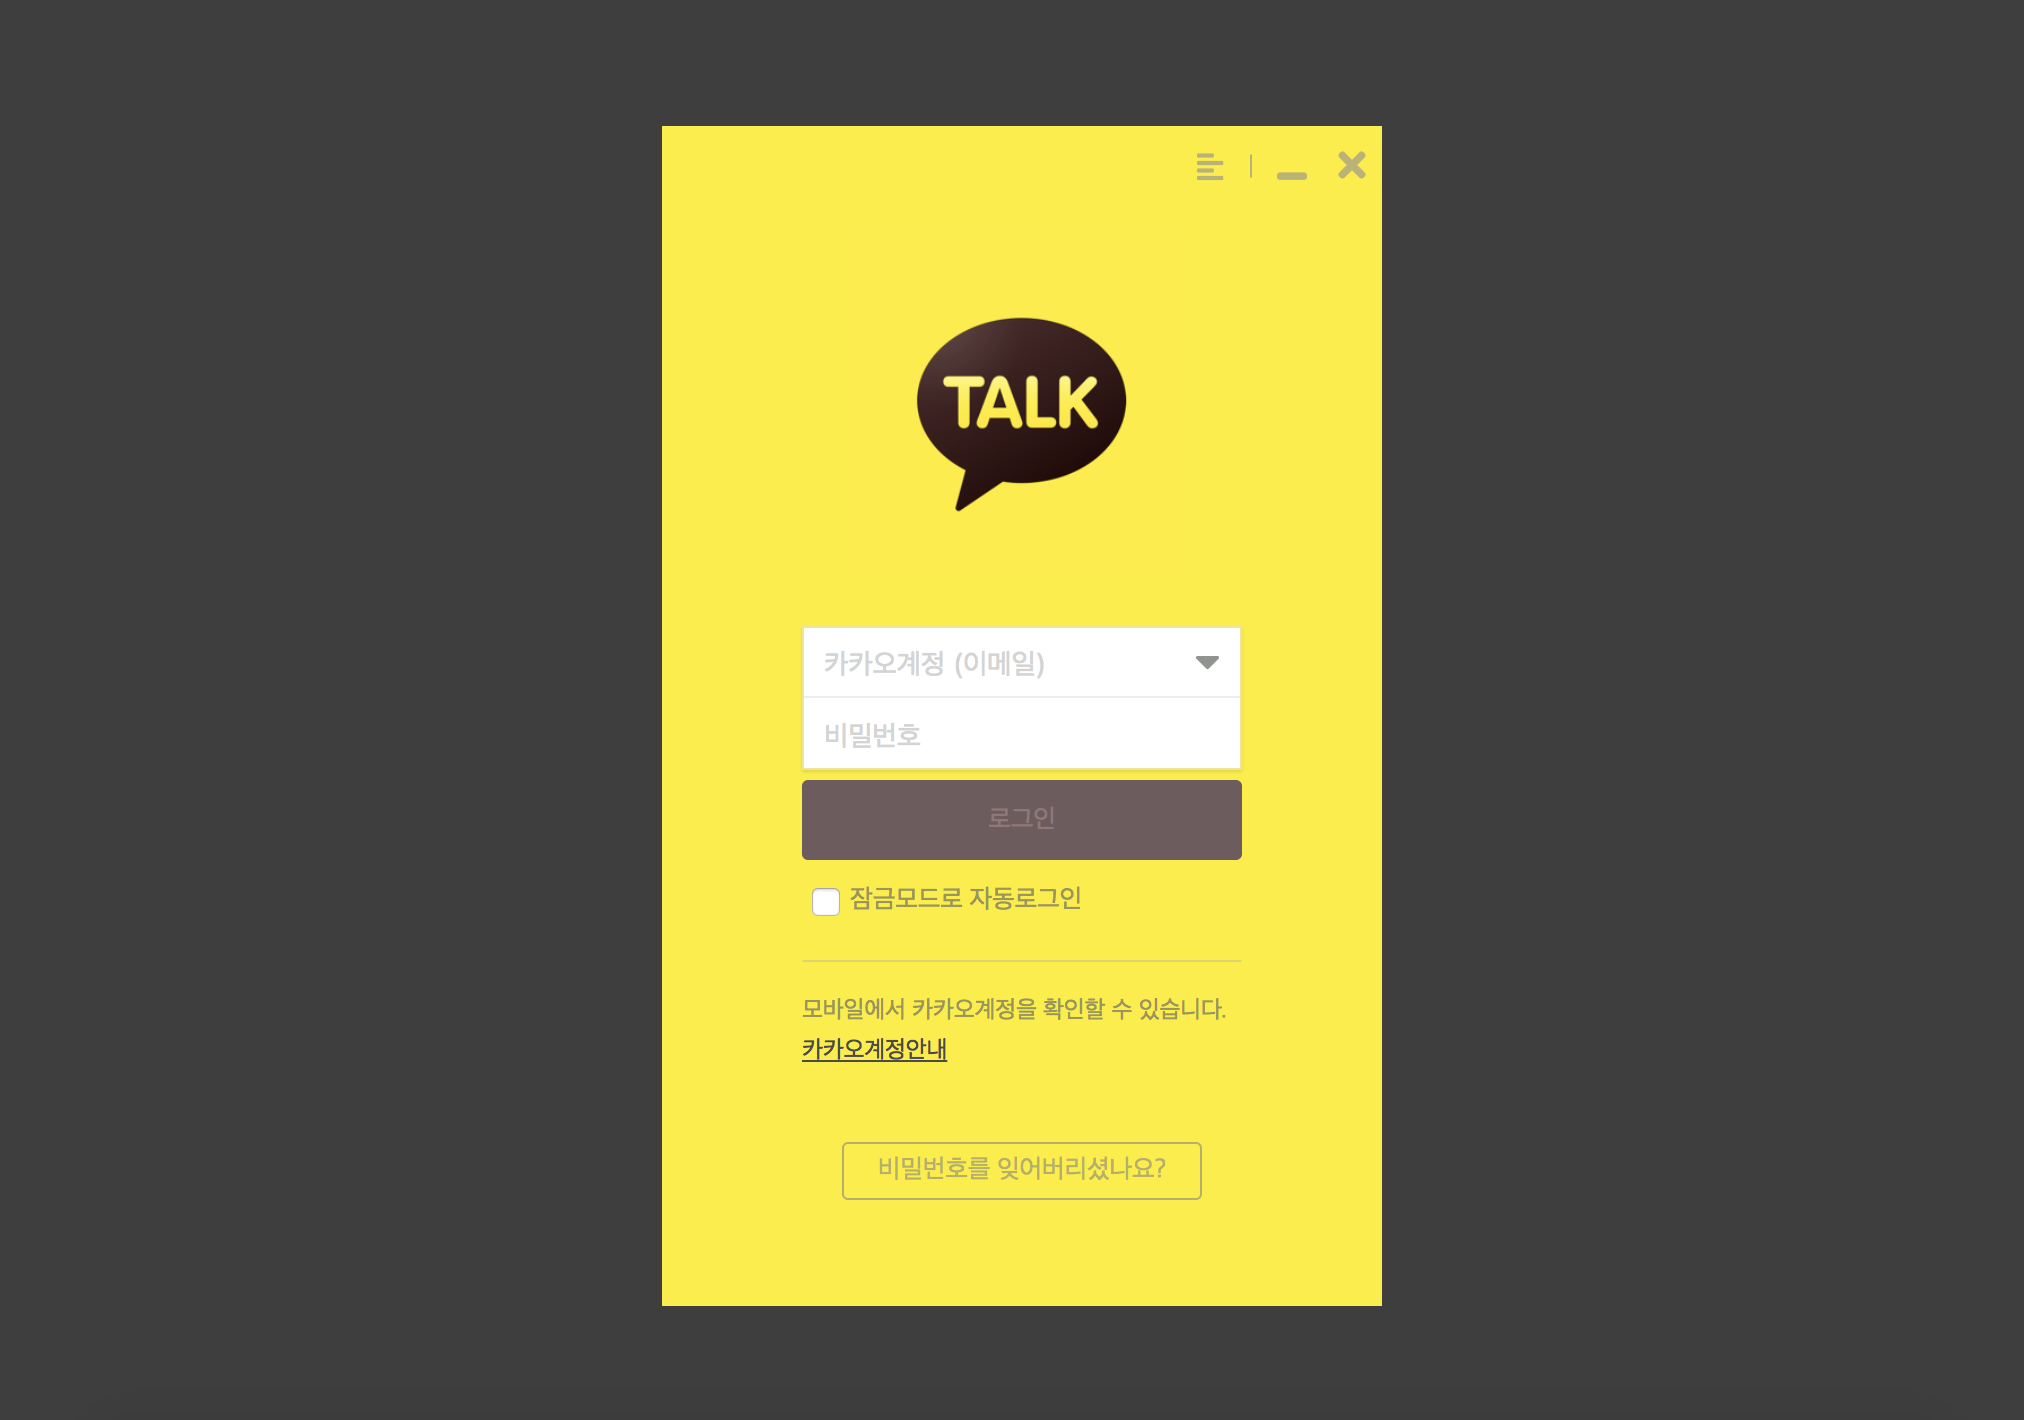 TALK
카카오계정 (이메일)
비밀번호
로그인
잠금모드로 자동로그인
모바일에서 카카오계정을 확인할 수 있습니다.
카카오계정안내
비밀번호를 잊어버리셨나요?